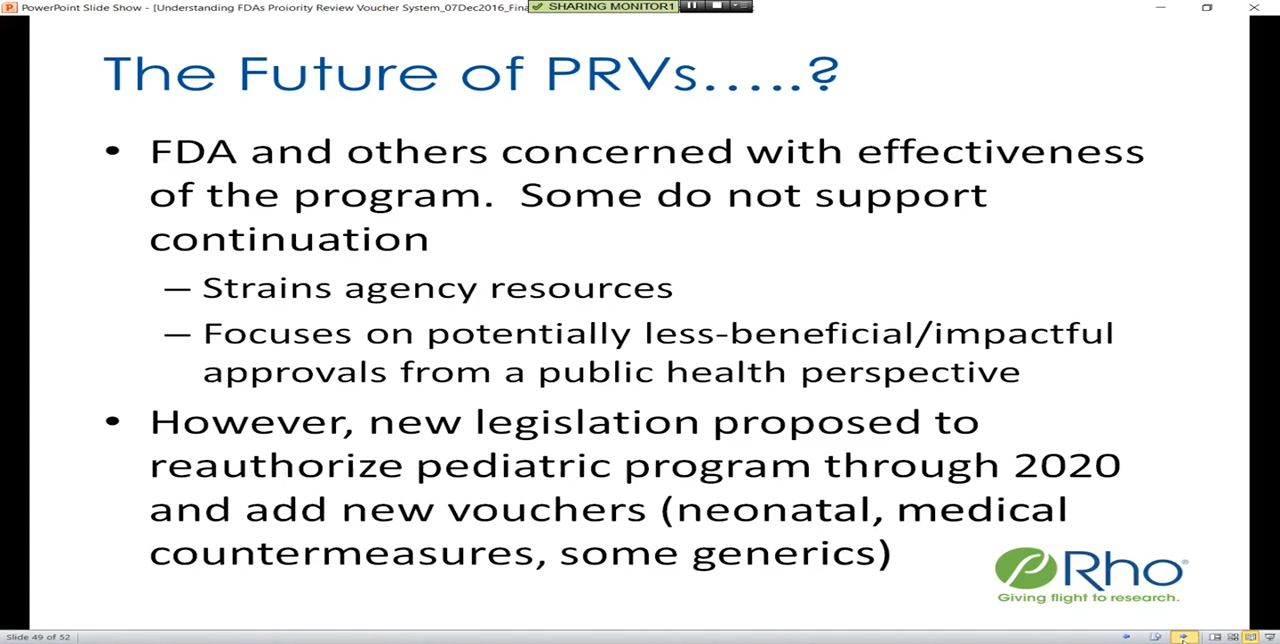 PowerPoint Slide Show - [Understanding FDAs Proiority Review Voucher System_07Dec2016_Fina
SHARING MONITOR1
The Future of PRVs.....?
• FDA and others concerned with effectiveness
of the program. Some do not support
continuation
– Strains agency resources
– Focuses on potentially less-beneficial/impactful
approvals from a public health perspective
• However, new legislation proposed to
reauthorize pediatric program through 2020
and add new vouchers (neonatal, medical
countermeasures, some generics)
Rho®
Giving flight to research.
Slide 49 of 52